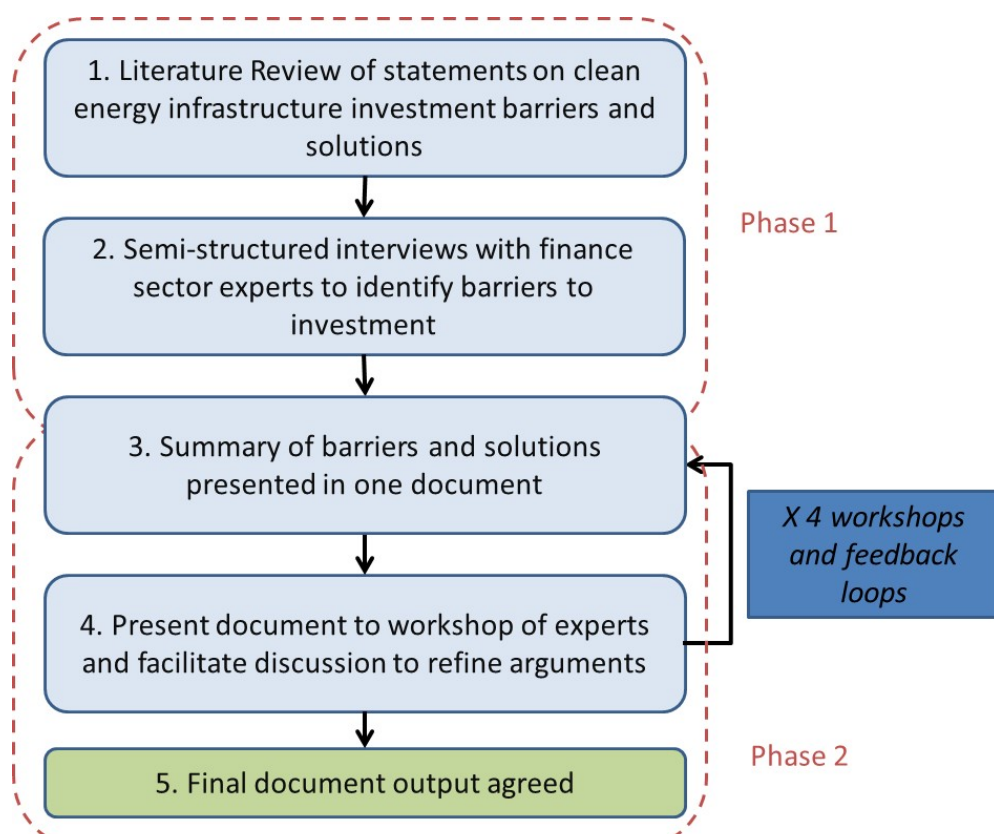 1. Literature Review of statements on clean
energy infrastructure investment barriers and
solutions
Phase 1
2. Semi-structured interviews with finance
sector experts to identify barriers to
investment
3. Summary of barriers and solutions
presented in one document
X 4 workshops
and feedback
loops
4. Present document to workshop of experts
and facilitate discussion to refine arguments
Phase 2
5. Final document output agreed